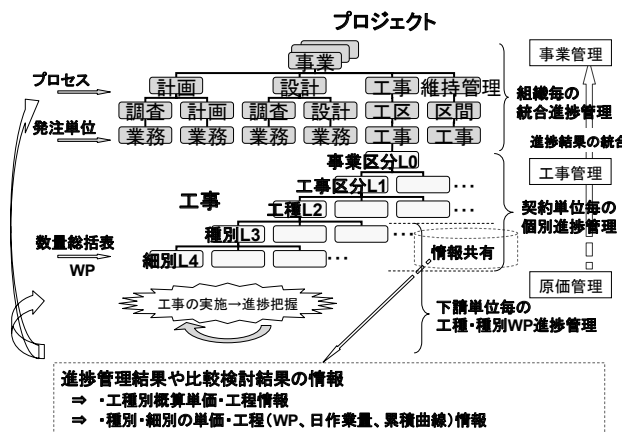 プロジェクト
事業
事業管理
プロセス
計画 設計 工事 維持管理
組織毎の
統合進捗管理
調査 計画 調査 設計 工区 区間
発注単位
業務 業務 業務 業務 工事 工事
進捗結果の統合
事業区分L0
工事管理
工事
工事区分L1 ・・・
工種L2 ・・・
契約単位毎の
個別進捗管理
数量総括表
WP
種別L3 ・・・
情報共有
細別L4 ・・・
原価管理
工事の実施→進捗把握
下請単位毎の
工種・種別WP進捗管理
進捗管理結果や比較検討結果の情報
⇒ ・工種別概算単価・工程情報
⇒ ・種別・細別の単価・工程(WP、日作業量、累積曲線)情報